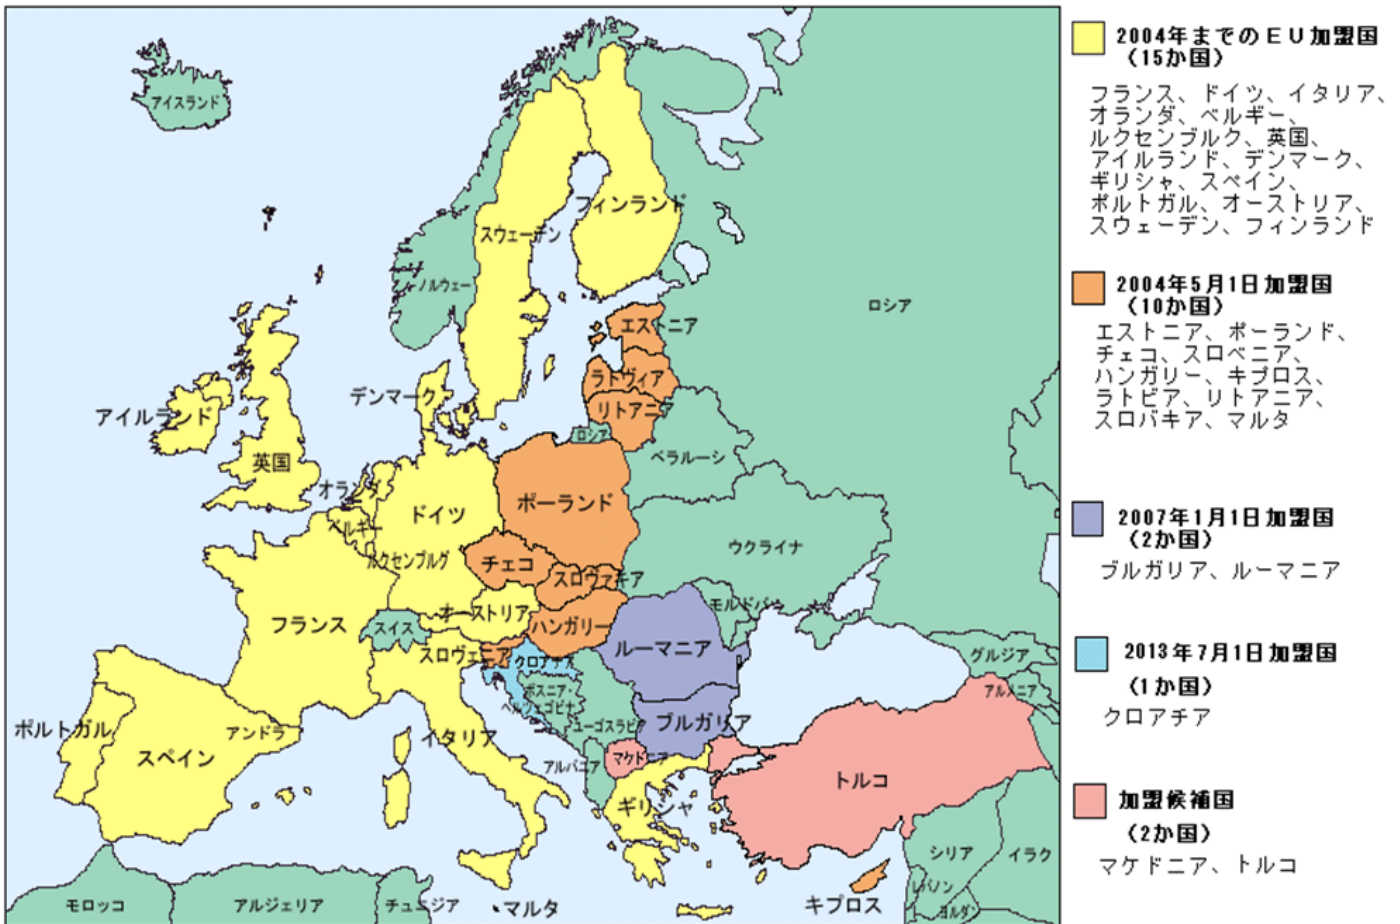 アイスランド
フィンランド
スウェーデン
ノルウェー
ロシア
エストニア
ラトヴィア
リトアニア
ロシア
デンマーク
アイルランド
英国
オランダ
ベルギー
ドイツ
ポーランド
ベラルーシ
ルクセンブルグ
チェコ
スロヴァキア
ウクライナ
オーストリア
ハンガリー
モルドバ
フランス
スイス
スロヴェニア
クロアチア
ルーマニア
ボスニア・
ヘルツェゴビナ
ユーゴスラビア
ブルガリア
グルジア
アルメニア
ポルトガル
スペイン
アンドラ
イタリア
アルバニア
マケドニア
ギリシャ
トルコ
シリア
イラク
レバノン
ヨルダン
モロッコ
アルジェリア
チュニジア
マルタ
キプロス
2004年までのEU加盟国
(15か国)
フランス、ドイツ、イタリア、
オランダ、ベルギー、
ルクセンブルク、英国、
アイルランド、デンマーク、
ギリシャ、スペイン、
ポルトガル、オーストリア、
スウェーデン、フィンランド
2004年5月1日加盟国
(10か国)
エストニア、ポーランド、
チェコ、スロベニア、
ハンガリー、キプロス、
ラトビア、リトアニア、
スロバキア、マルタ
2007年1月1日加盟国
(2か国)
ブルガリア、ルーマニア
2013年7月1日加盟国
(1か国)
クロアチア
加盟候補国
(2か国)
マケドニア、トルコ